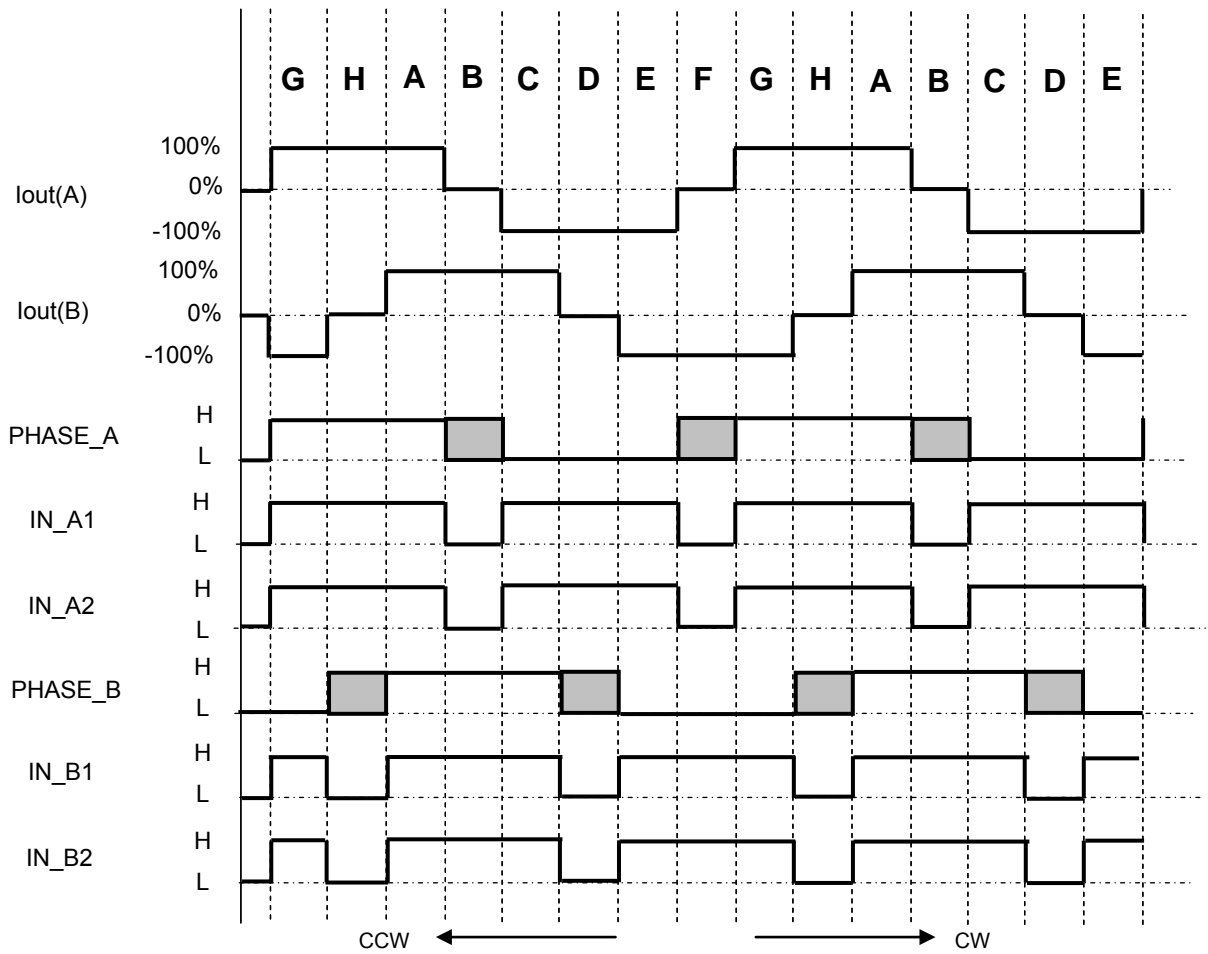 G H A B C D E F G H A B C D E
100%
Iout(A) 0%
-100%
100%
Iout(B) 0%
-100%
H
PHASE_A
L
H
IN_A1
L
H
IN_A2
L
H
PHASE_B
L
H
IN_B1
L
H
IN_B2
L
CCW CW